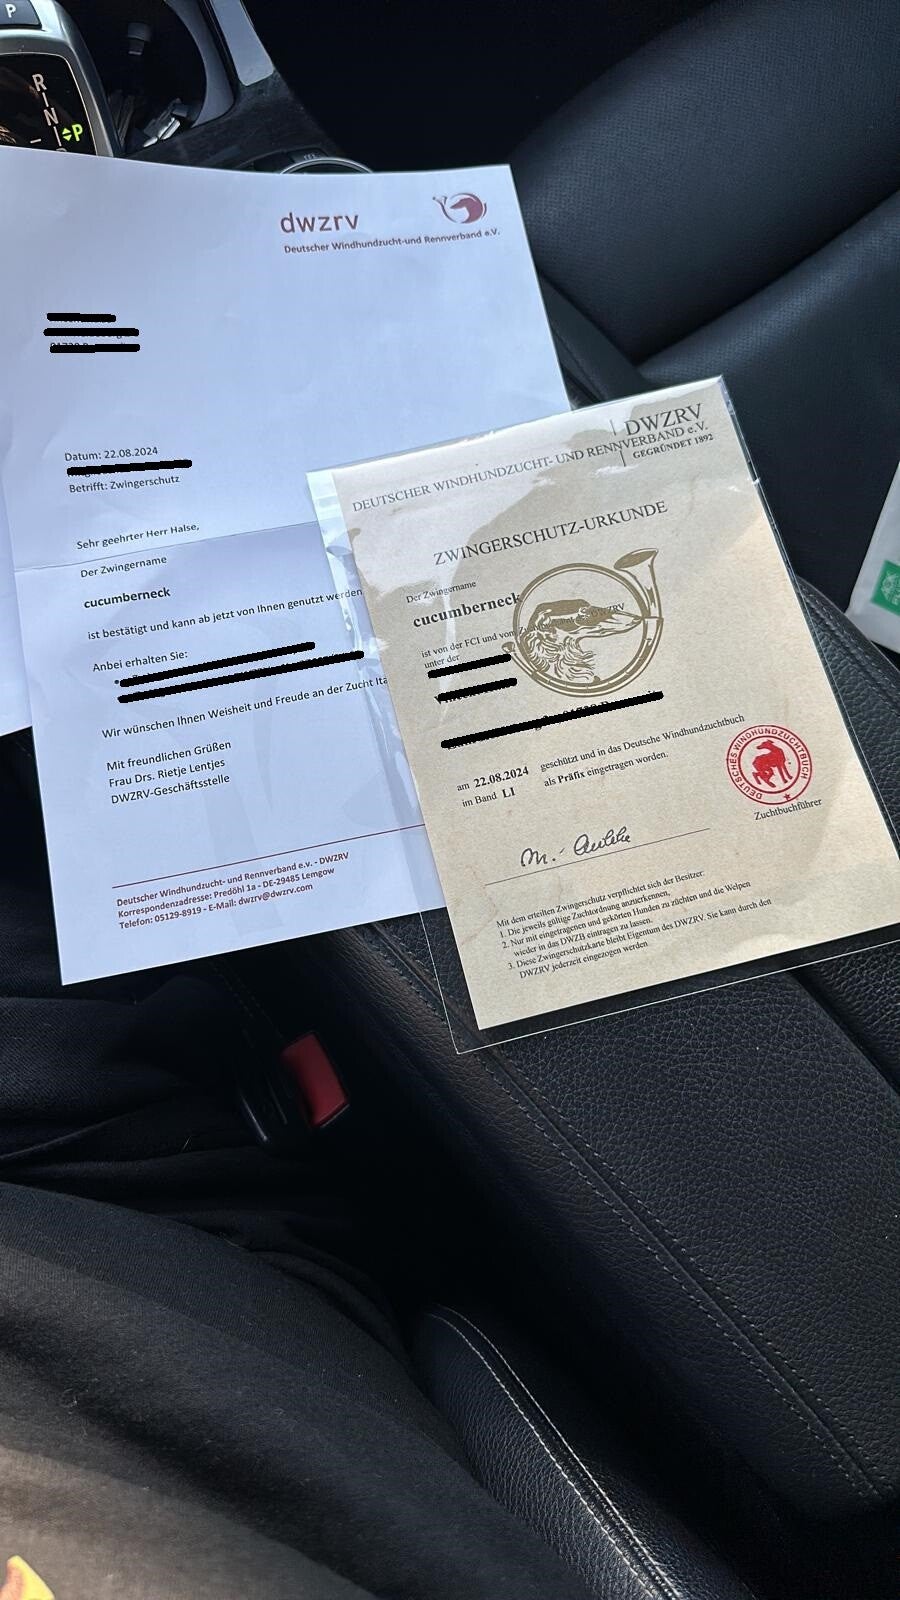 P
R
N
P
dwzrv
Deutscher Windhundzucht-und Rennverband e.V.
Datum: 22.08.2024
Betrifft: Zwingerschutz
Sehr geehrter Herr Halse,
Der Zwingername
cucumberneck
ist bestätigt und kann ab jetzt von Ihnen genutzt werden
Anbei erhalten Sie:
Wir wünschen Ihnen Weisheit und Freude an der Zucht Ita
Mit freundlichen Grüßen
Frau Drs. Rietje Lentjes
DWZRV-Geschäftsstelle
Deutscher Windhundzucht- und Rennverband e.v. - DWZRV
Korrespondenzadresse: Predöhl 1a - DE-29485 Lemgow
Telefon: 05129-8919 - E-Mail: dwzrv@dwzrv.com
DWZRV
DEUTSCHER WINDHUNDZUCHT- UND RENNVERBAND e.V.
GEGRÜNDET 1892
ZWINGERSCHUTZ-URKUNDE
Der Zwingername
cucumberneck
ist von der FCI und vom DWZRV
unter der
am 22.08.2024 geschützt und in das Deutsche Windhundzuchtbuch
im Band LI als Präfix eingetragen worden.
DEUTSCHES WINDHUNDZUCHTBUCH
Zuchtbuchführer
Mit dem erteilten Zwingerschutz verpflichtet sich der Besitzer:
1. Die jeweils gültige Zuchtordnung anzuerkennen,
2. Nur mit eingetragenen und gekörten Hunden zu züchten und die Welpen
wieder in das DWZB eintragen zu lassen.
3. Diese Zwingerschutzkarte bleibt Eigentum des DWZRV. Sie kann durch den
DWZRV jederzeit eingezogen werden